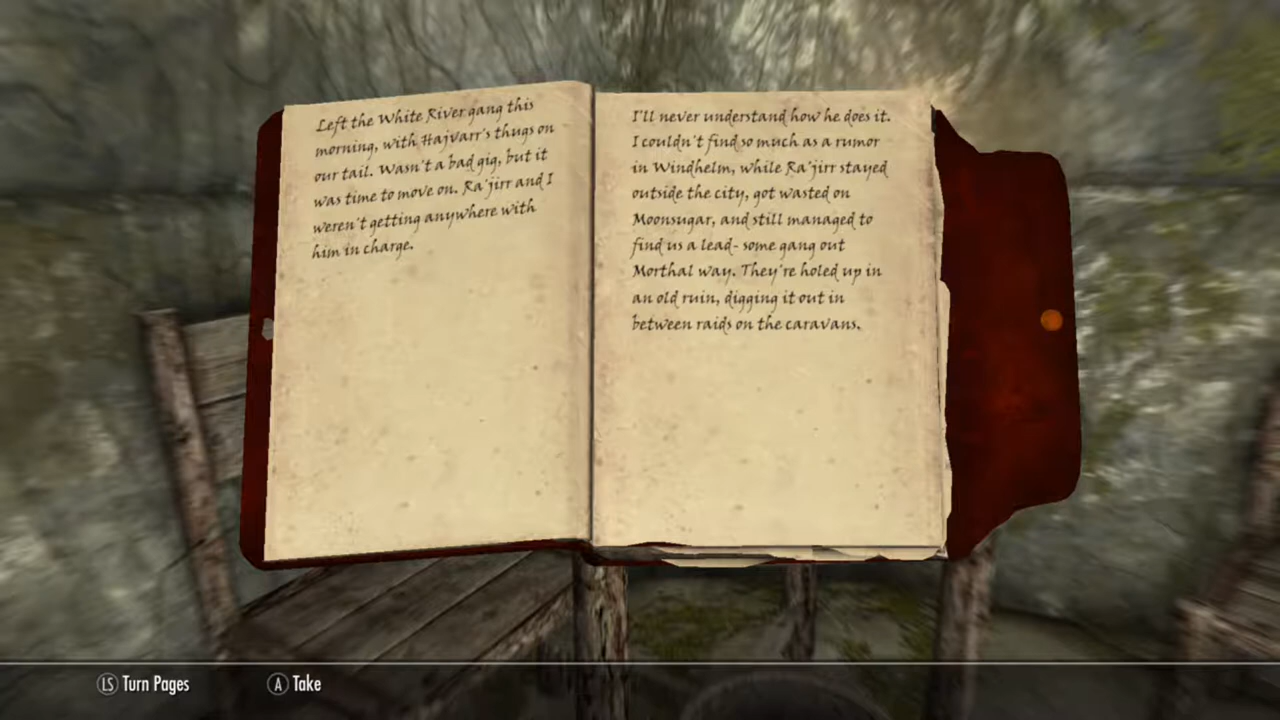 Left the White River gang this
morning, with Hajvarr's thugs on
our tail. Wasn't a bad gig, but it
was time to move on. Ra'jirr and I
weren't getting anywhere with
him in charge.
I'll never understand how he does it.
I couldn't find so much as a rumor
in Windhelm, while Ra'jirr stayed
outside the city, got wasted on
Moonsugar, and still managed to
find us a lead- some gang out
Morthal way. They're holed up in
an old ruin, digging it out in
between raids on the caravans.
LS Turn Pages
A Take